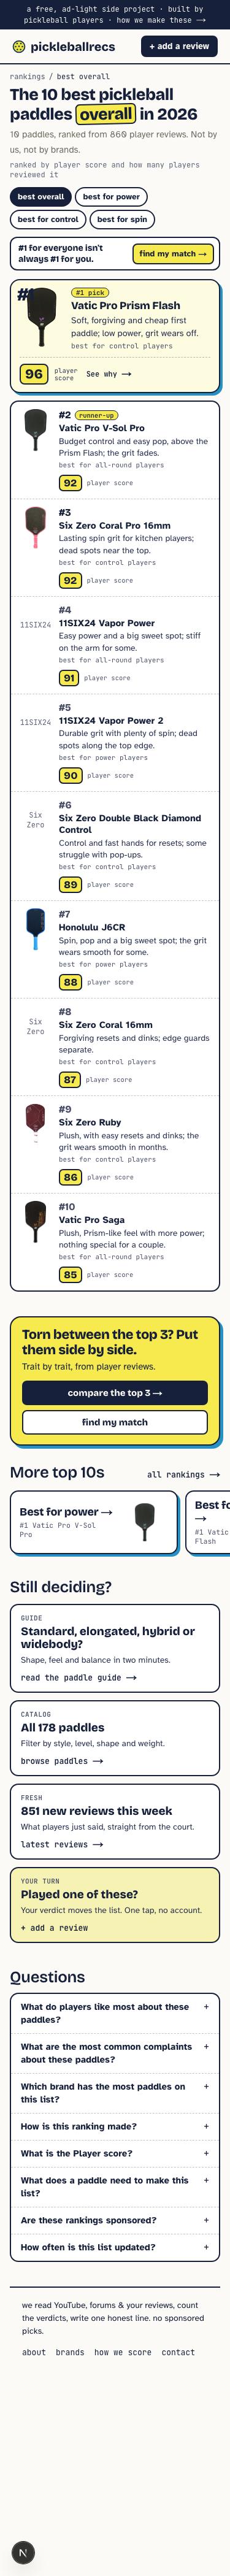 a free, ad-light side project · built by
pickleball players · how we make these →
pickleballrecs
+ add a review
rankings / best overall
The 10 best pickleball
paddles overall in 2026
10 paddles, ranked from 860 player reviews. Not by
us, not by brands.
ranked by player score and how many players
reviewed it
best overall
best for power
best for control
best for spin
#1 for everyone isn't
always #1 for you.
find my match →
#1
#1 pick
Vatic Pro Prism Flash
Soft, forgiving and cheap first
paddle; low power, grit wears off.
best for control players
96
player
score
See why →
#2 runner-up
Vatic Pro V-Sol Pro
Budget control and easy pop, above the
Prism Flash; the grit fades.
best for all-round players
92 player score
#3
Six Zero Coral Pro 16mm
Lasting spin grit for kitchen players;
dead spots near the top.
best for control players
92 player score
11SIX24
#4
11SIX24 Vapor Power
Easy power and a big sweet spot; stiff
on the arm for some.
best for all-round players
91 player score
11SIX24
#5
11SIX24 Vapor Power 2
Durable grit with plenty of spin; dead
spots along the top edge.
best for power players
90 player score
Six
Zero
#6
Six Zero Double Black Diamond
Control
Control and fast hands for resets; some
struggle with pop-ups.
best for control players
89 player score
#7
Honolulu J6CR
Spin, pop and a big sweet spot; the grit
wears smooth for some.
best for power players
88 player score
Six
Zero
#8
Six Zero Coral 16mm
Forgiving resets and dinks; edge guards
separate.
best for control players
87 player score
#9
Six Zero Ruby
Plush, with easy resets and dinks; the
grit wears smooth in months.
best for control players
86 player score
#10
Vatic Pro Saga
Plush, Prism-like feel with more power;
nothing special for a couple.
best for all-round players
85 player score
Torn between the top 3? Put
them side by side.
Trait by trait, from player reviews.
compare the top 3 →
find my match
More top 10s
all rankings →
Best for power →
#1 Vatic Pro V-Sol
Pro
Best fo
→
#1 Vatic
Flash
Still deciding?
GUIDE
Standard, elongated, hybrid or
widebody?
Shape, feel and balance in two minutes.
read the paddle guide →
CATALOG
All 178 paddles
Filter by style, level, shape and weight.
browse paddles →
FRESH
851 new reviews this week
What players just said, straight from the court.
latest reviews →
YOUR TURN
Played one of these?
Your verdict moves the list. One tap, no account.
+ add a review
Questions
What do players like most about these
paddles?
+
What are the most common complaints
about these paddles?
+
Which brand has the most paddles on
this list?
+
How is this ranking made? +
What is the Player score? +
What does a paddle need to make this
list?
+
Are these rankings sponsored? +
How often is this list updated? +
we read YouTube, forums & your reviews, count
the verdicts, write one honest line. no sponsored
picks.
about brands how we score contact
N